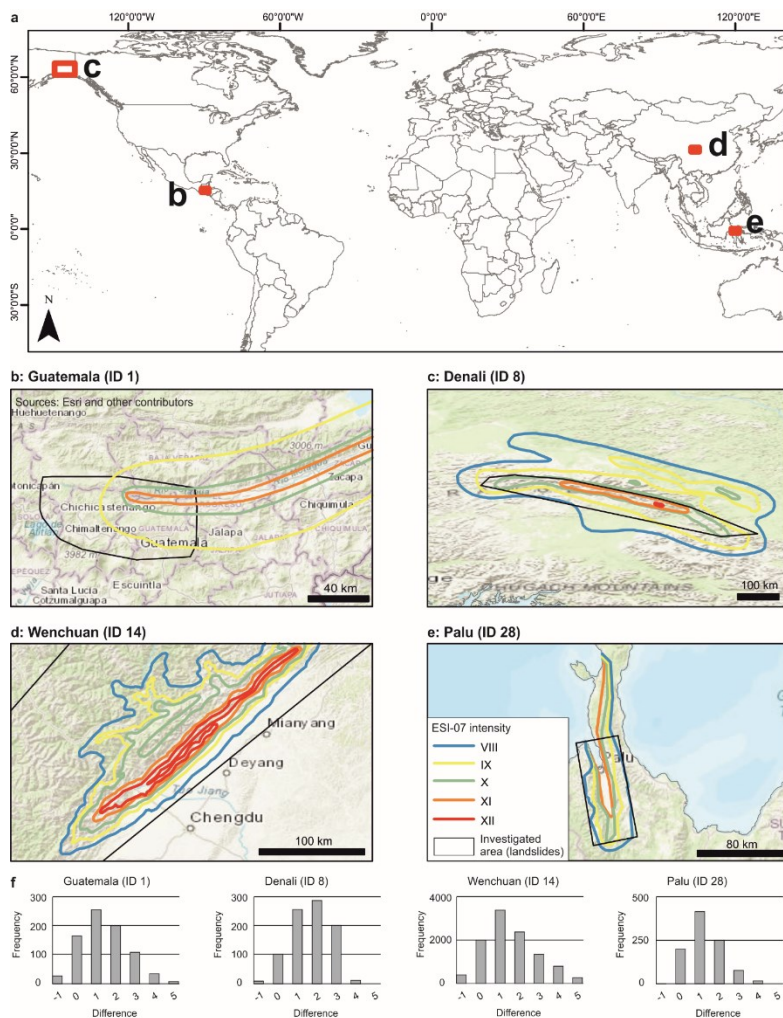 a
120°0'0"W 60°0'0"W 0°0'0"E 60°0'0"E 120°0'0"E
60°0'0"N
30°0'0"N
0°0'0"
30°0'0"S
c
b
d
e
N
b: Guatemala (ID 1)
Sources: Esri and other contributors
Huehuetenango
BAJA VERAPAZ
3006 m
Zacapa
Chichicastenango
Chiquimula
GUATEMALA
Jalapa
CHIQUIMULA
Chimaltenango
Guatemala
3982 m
Escuintla
Santa Lucia
Cotzumalguapa
JUTIAPA
40 km
c: Denali (ID 8)
CHUGACH MOUNTAINS
100 km
d: Wenchuan (ID 14)
Mianyang
Deyang
Chengdu
100 km
e: Palu (ID 28)
Palu
ESI-07 intensity
VIII
IX
X
XI
XII
Investigated
area (landslides)
80 km
f
Guatemala (ID 1)
Frequency
300
200
100
0
-1 0 1 2 3 4 5
Difference
Denali (ID 8)
Frequency
300
200
100
0
-1 0 1 2 3 4 5
Difference
Wenchuan (ID 14)
Frequency
4000
2000
0
-1 0 1 2 3 4 5
Difference
Palu (ID 28)
Frequency
500
250
0
-1 0 1 2 3 4 5
Difference